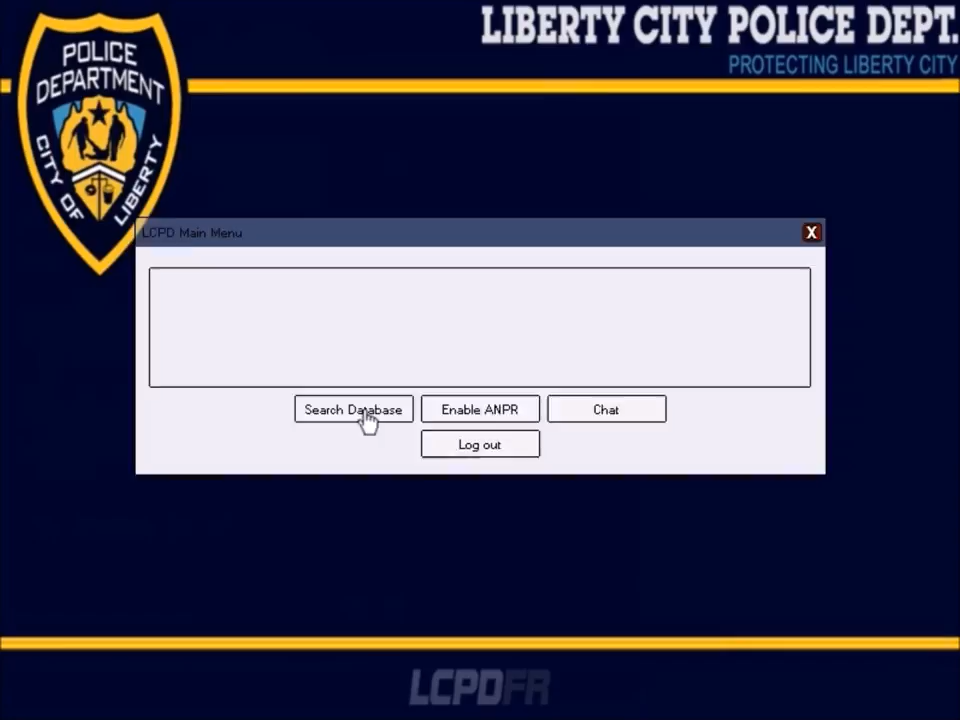 LIBERTY CITY POLICE DEPT.
PROTECTING LIBERTY CITY
POLICE
DEPARTMENT
CITY OF LIBERTY
LCPD Main Menu
X
Search Database
Enable ANPR
Chat
Log out
LCPDFR